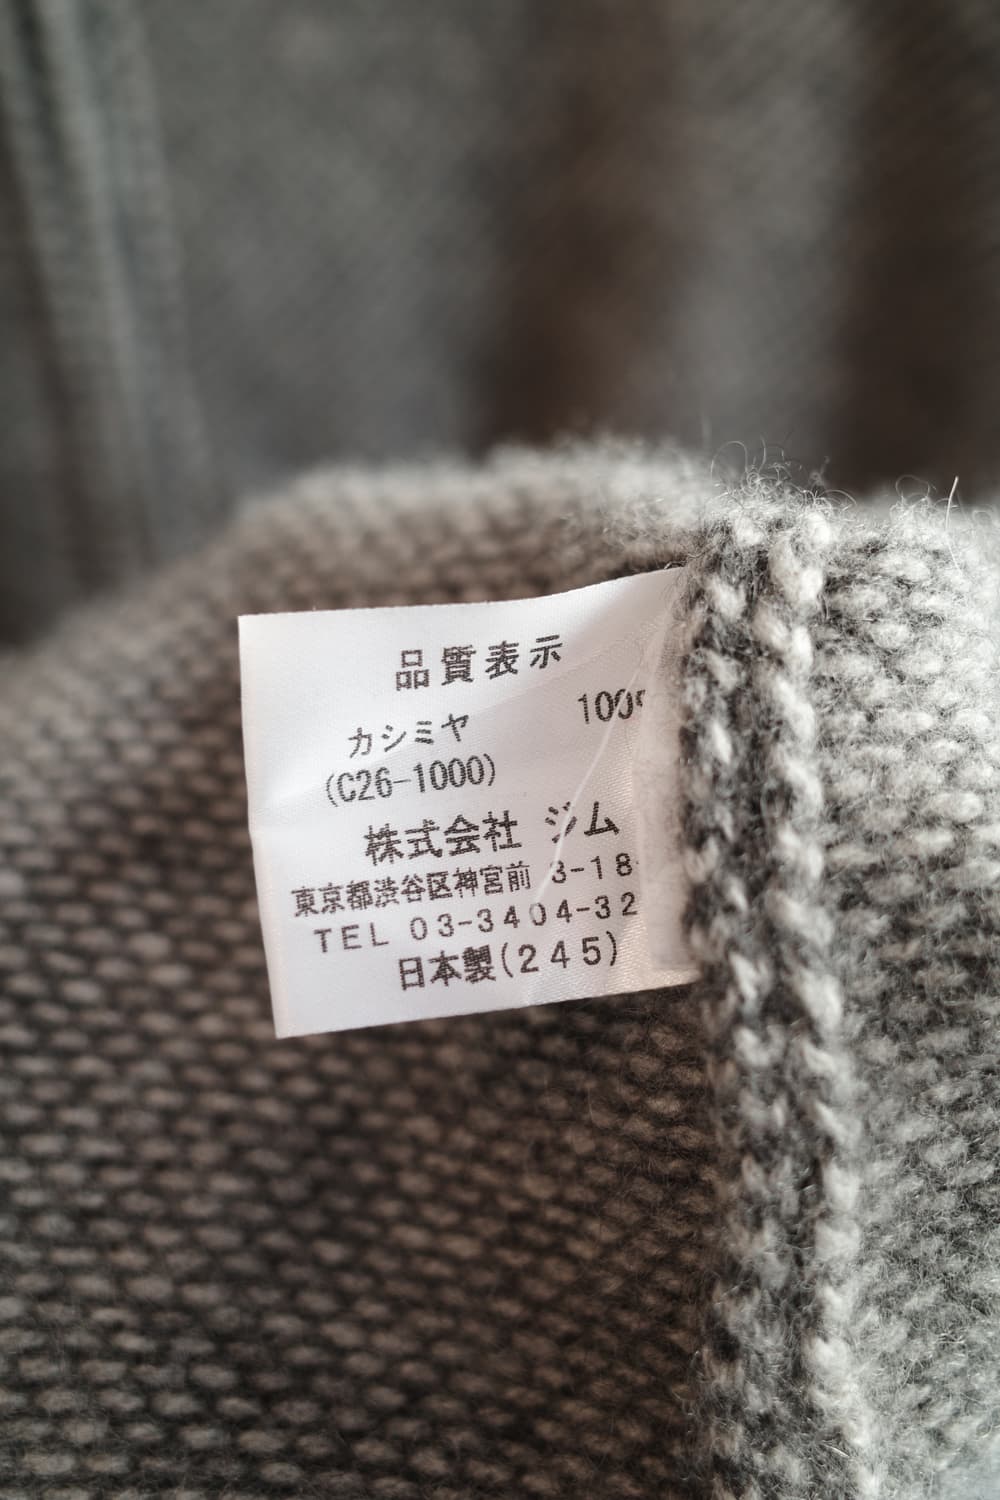 品質表示
カシミヤ 100%
(C26-1000)
株式会社 ジム
東京都渋谷区神宮前 3-18
TEL 03-3404-32
日本製(245)